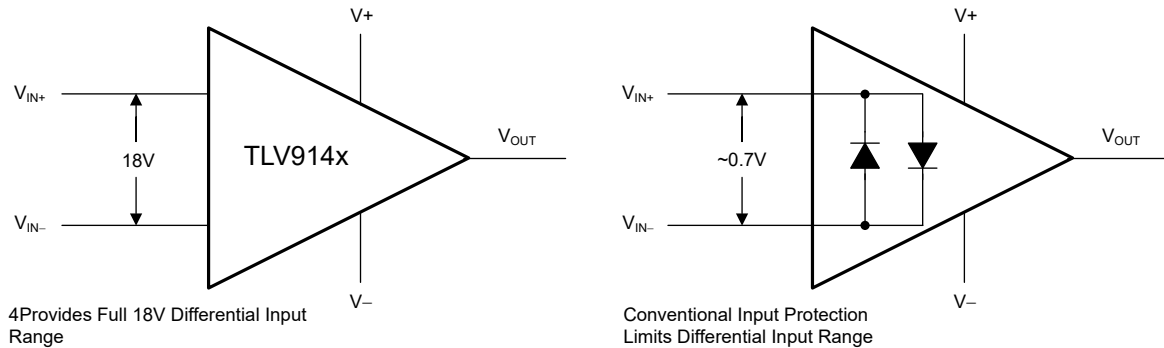 V+
V+
VIN+
VIN+
VOUT
VOUT
18V
TLV914x
~0.7V
VIN–
VIN–
V–
V–
4Provides Full 18V Differential Input
Range
Conventional Input Protection
Limits Differential Input Range